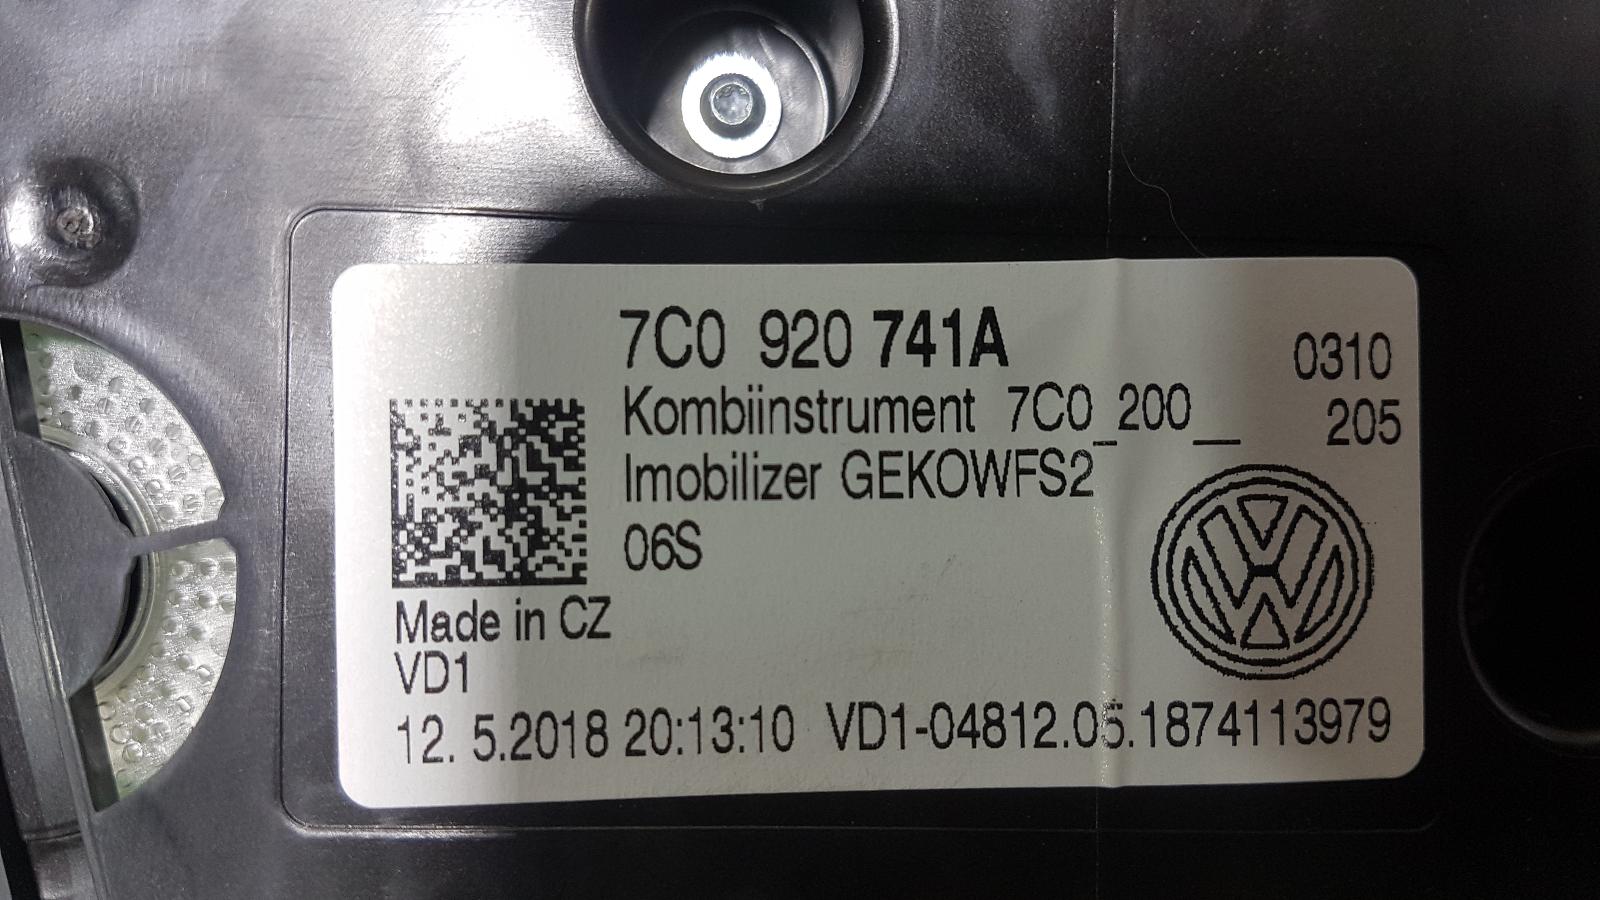 7C0 920 741A
0310
Kombiinstrument 7C0_200__
205
Imobilizer GEKOWFS2
06S
Made in CZ
VD1
12. 5.2018 20:13:10 VD1-04812.05.1874113979